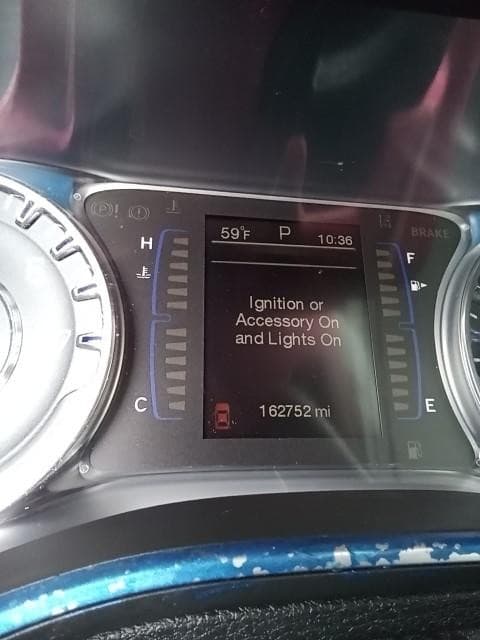 59°F P 10:36
BRAKE
H F
Ignition or
Accessory On
and Lights On
C E
162752 mi